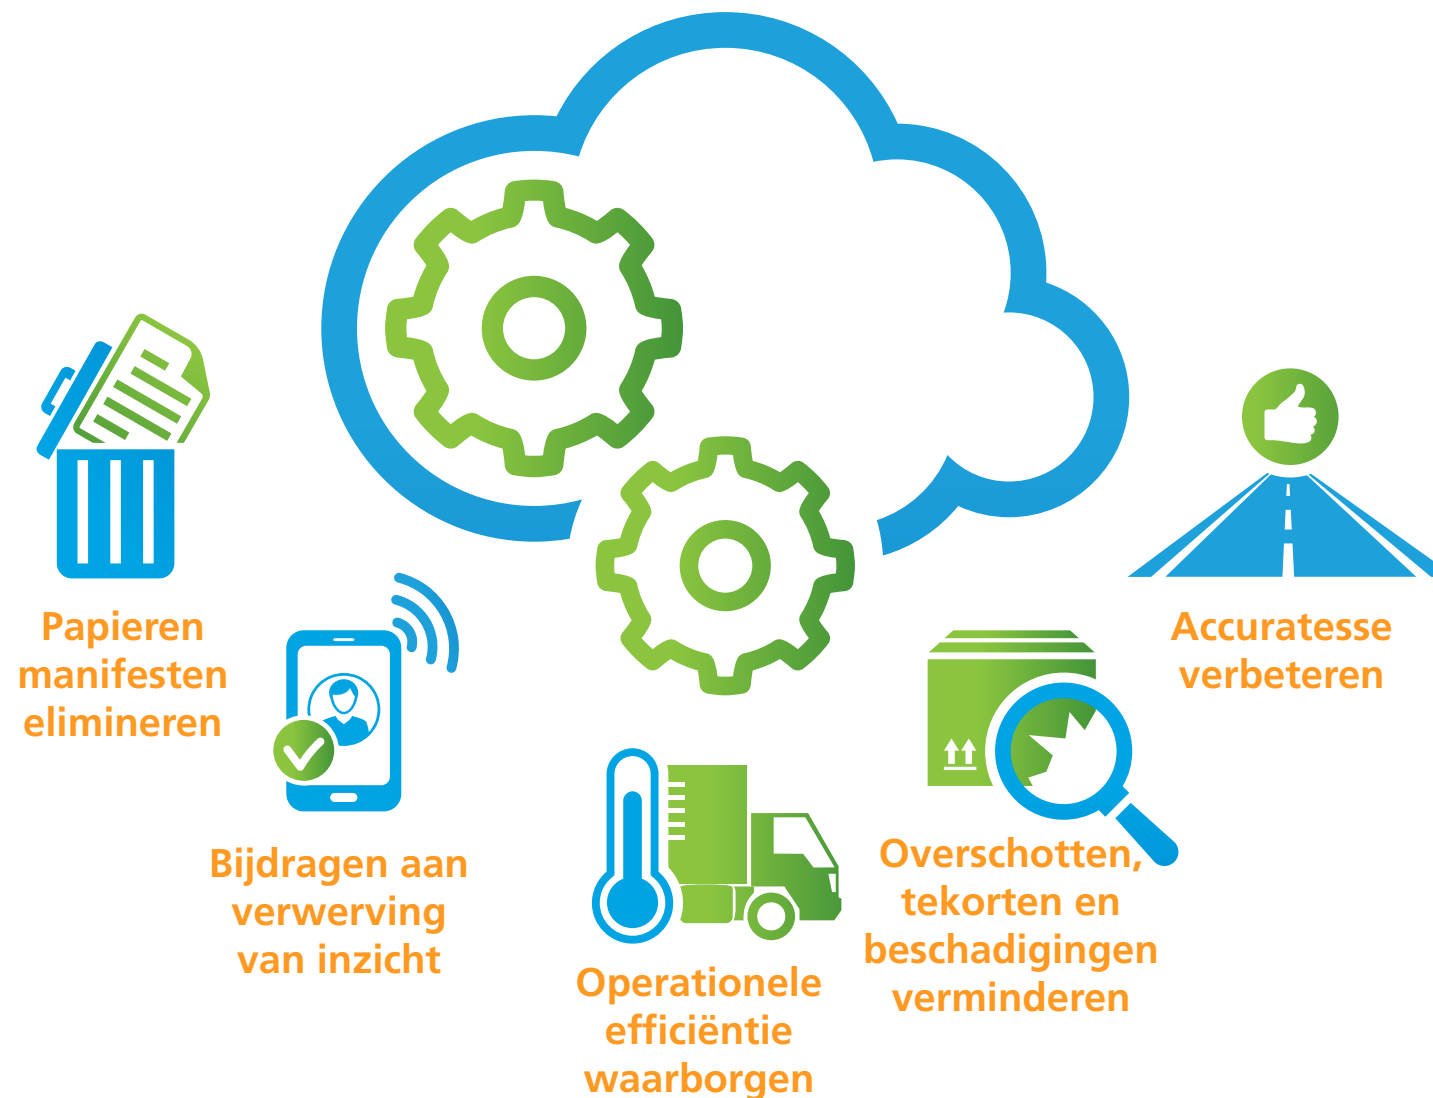 Papieren
manifesten
elimineren
Bijdragen aan
verwerving
van inzicht
Operationele
efficiëntie
waarborgen
Overschotten,
tekorten en
beschadigingen
verminderen
Accuratesse
verbeteren